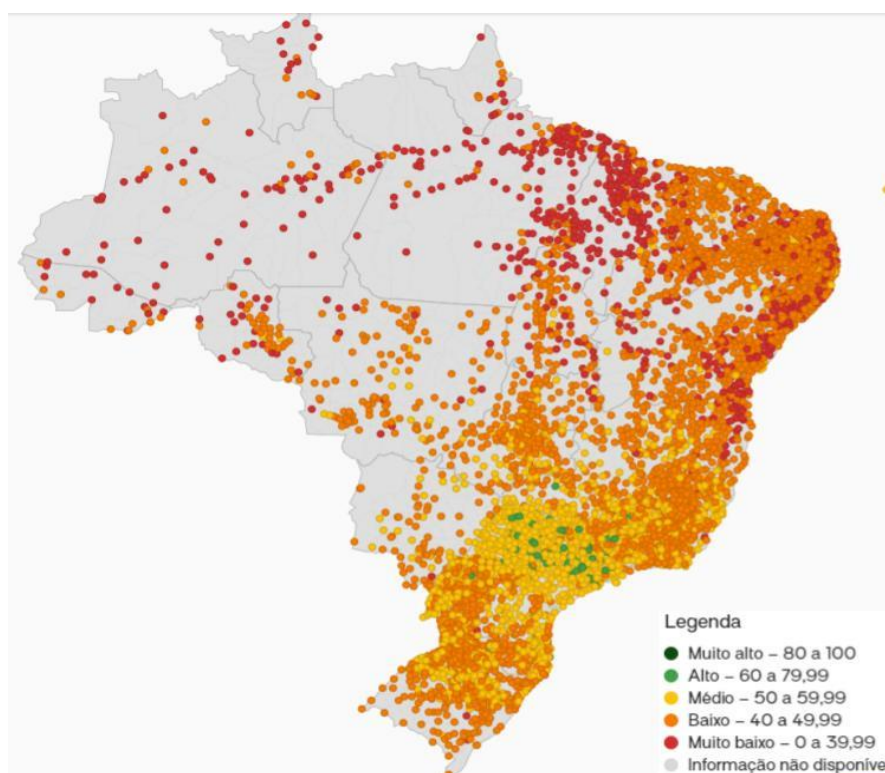 Legenda
Muito alto – 80 a 100
Alto – 60 a 79,99
Médio – 50 a 59,99
Baixo – 40 a 49,99
Muito baixo – 0 a 39,99
Informação não disponíve